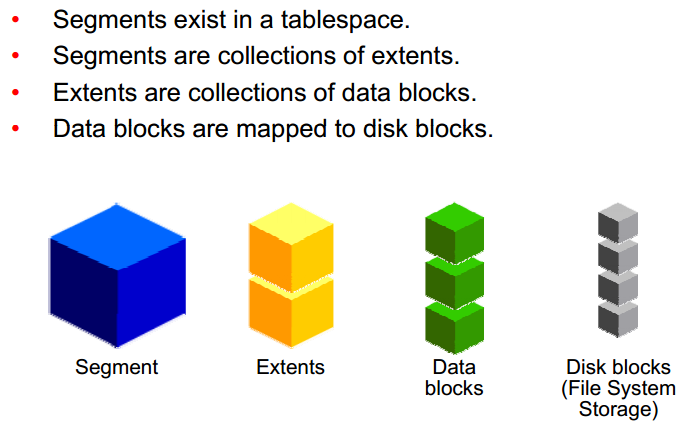 • Segments exist in a tablespace.
• Segments are collections of extents.
• Extents are collections of data blocks.
• Data blocks are mapped to disk blocks.
Segment
Extents
Data
blocks
Disk blocks
(File System
Storage)